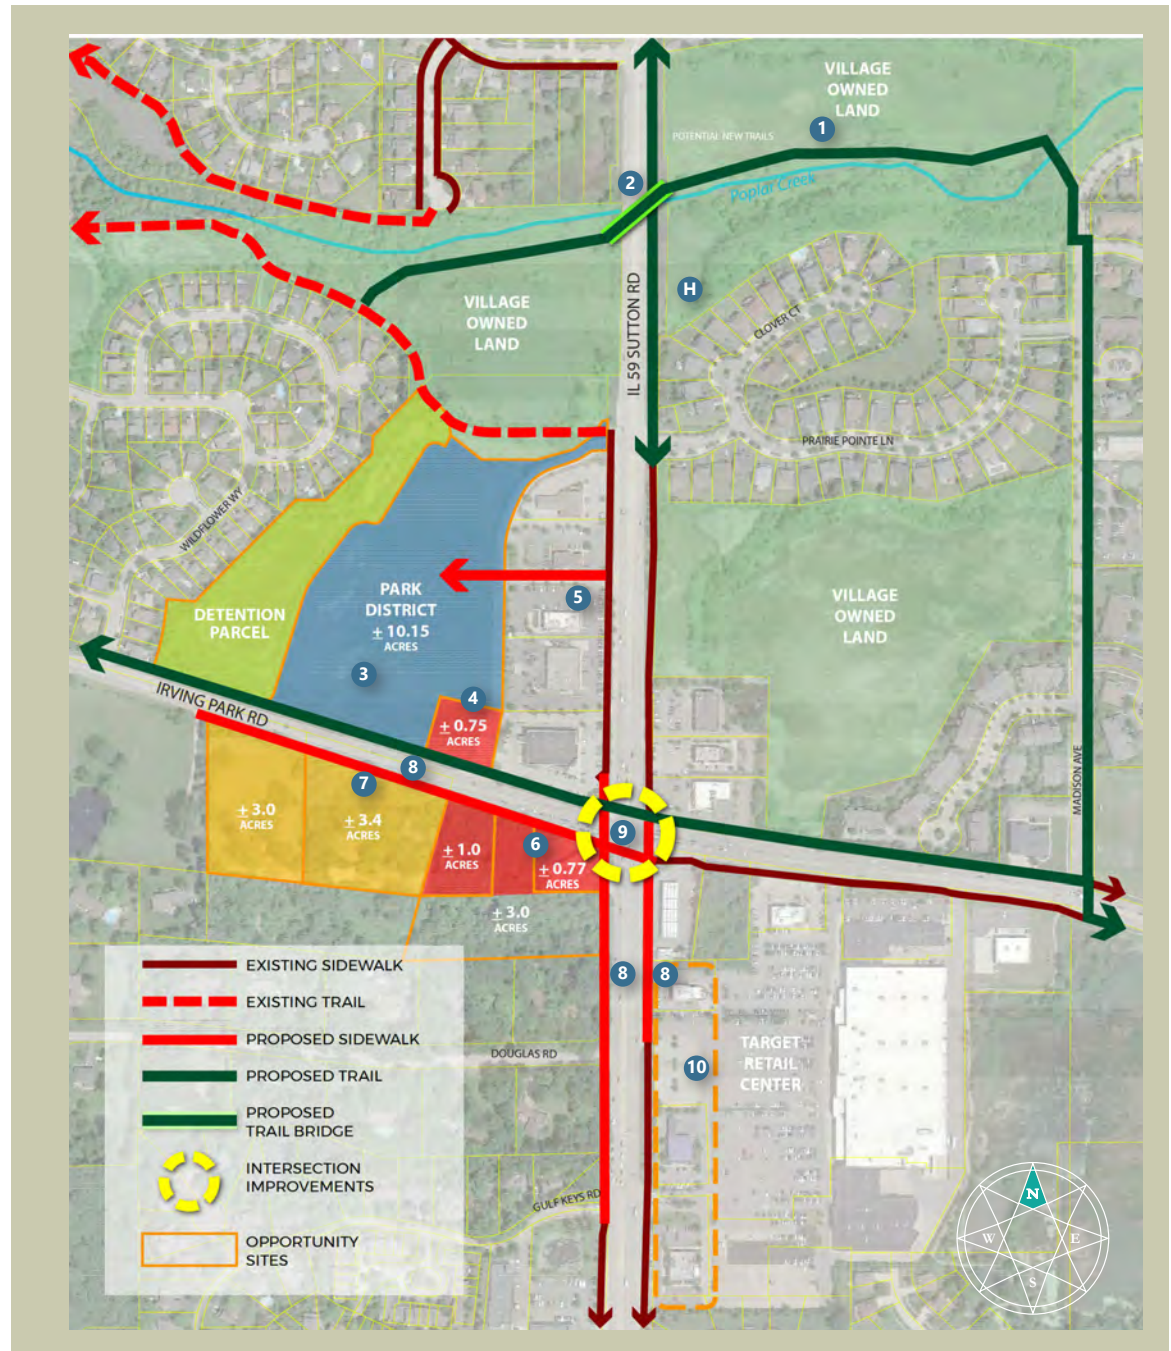 VILLAGE
OWNED
LAND
1
POTENTIAL NEW TRAILS
2
Poplar Creek
H
VILLAGE
OWNED
LAND
IL 59 SUTTON RD
CLOVER CT
PRAIRIE POINTE LN
WILDFLOWER WY
PARK
DISTRICT
± 10.15
ACRES
5
DETENTION
PARCEL
VILLAGE
OWNED
LAND
3
4
IRVING PARK RD
± 0.75
ACRES
8
7
MADISON AVE
± 3.0
ACRES
± 3.4
ACRES
9
6
± 1.0
ACRES
± 0.77
ACRES
± 3.0
ACRES
8
8
EXISTING SIDEWALK
EXISTING TRAIL
PROPOSED SIDEWALK
PROPOSED TRAIL
PROPOSED
TRAIL BRIDGE
INTERSECTION
IMPROVEMENTS
OPPORTUNITY
SITES
DOUGLAS RD
10
TARGET
RETAIL
CENTER
GULF KEYS RD
N
W
E
S